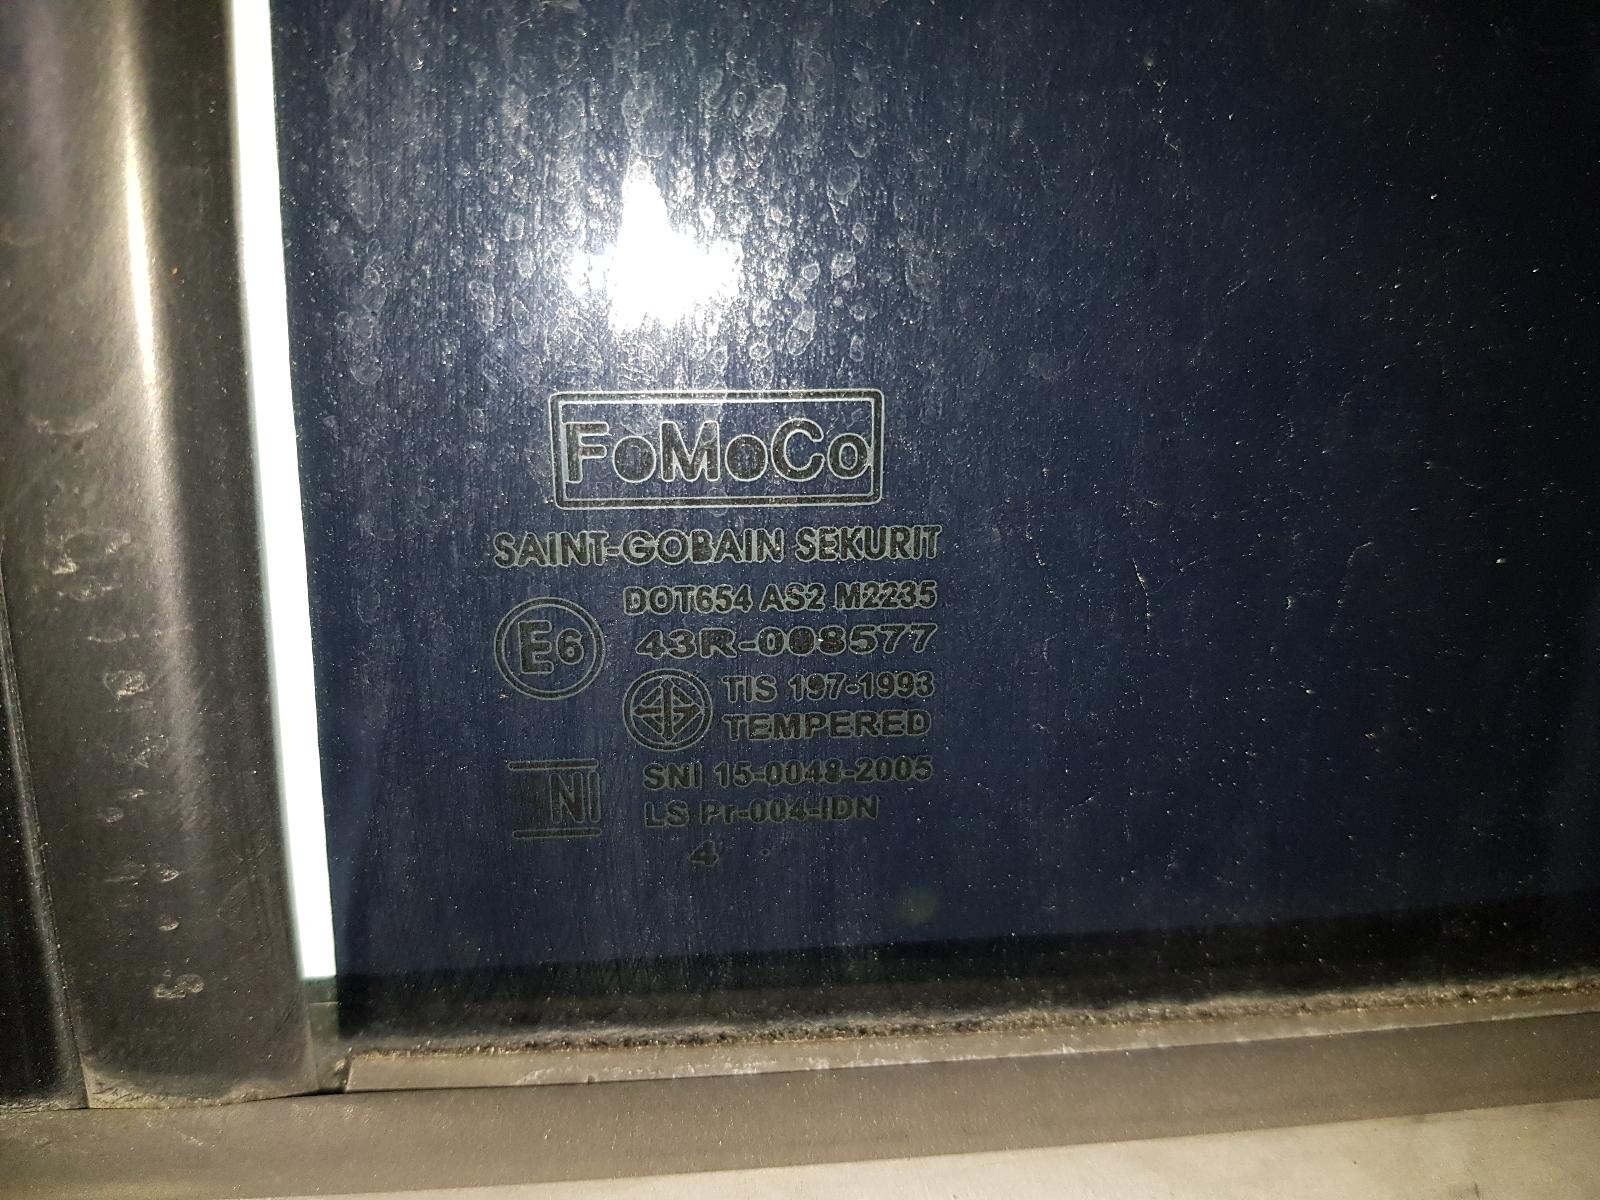 FoMoCo
SAINT-GOBAIN SEKURIT
DOT654 AS2 M2235
E6
43R-008577
TIS 197-1993
TEMPERED
SNI
SNI 15-0048-2005
LS Pr-004-IDN
4